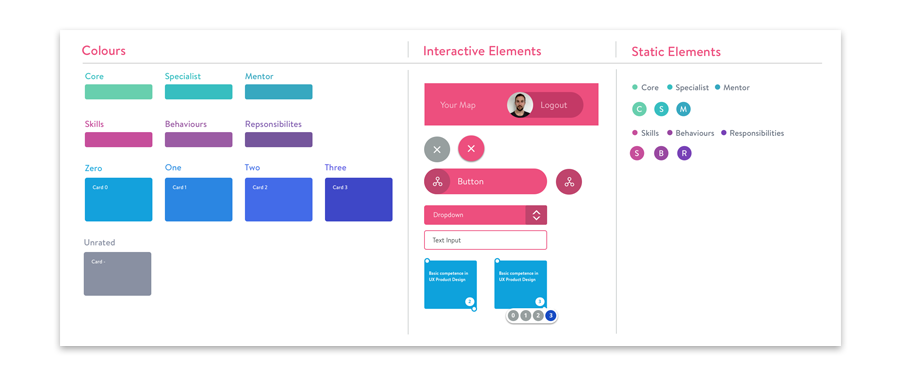 Colours
Core Specialist Mentor
Skills Behaviours Repsonsibilites
Zero One Two Three
Card 0 Card 1 Card 2 Card 3
Unrated
Card -
Interactive Elements
Your Map Logout
Button
Dropdown
Text Input
Basic competence in
UX Product Design
Basic competence in
UX Product Design
0 1 2 3
Static Elements
Core Specialist Mentor
C S M
Skills Behaviours Responsibilities
S B R